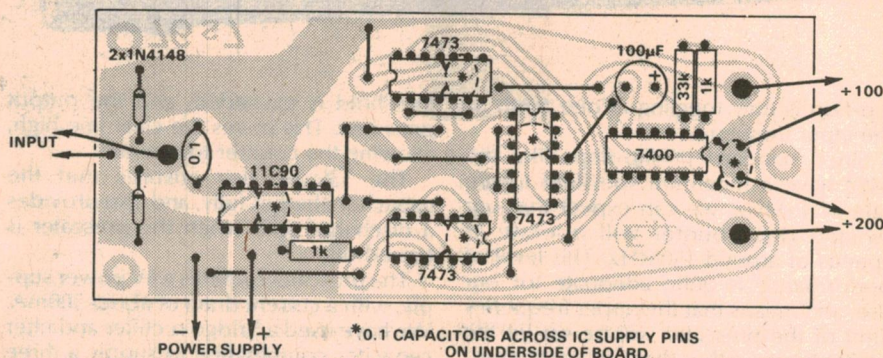 2x1N4148
7473
100µF
+
33k
1k
÷100
INPUT
0.1
11C90
*
*
*
7400
*
7473
*
1k
7473
÷200
- +
POWER SUPPLY
*0.1 CAPACITORS ACROSS IC SUPPLY PINS
ON UNDERSIDE OF BOARD